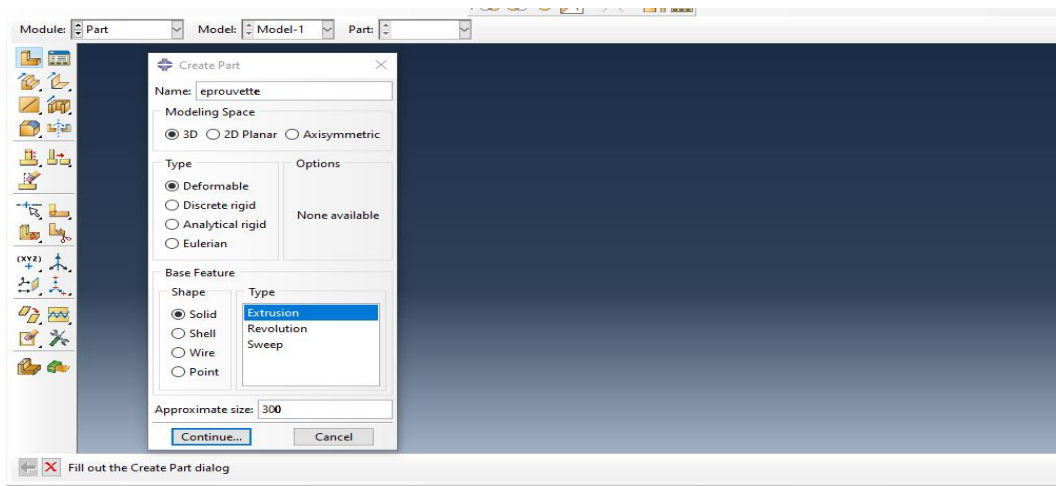 Module: Part Model: Model-1 Part:
Create Part
Name: eprouvette
Modeling Space
3D 2D Planar Axisymmetric
Type Options
Deformable
Discrete rigid
Analytical rigid
Eulerian
None available
Base Feature
Shape Type
Solid Extrusion
Shell Revolution
Wire Sweep
Point
Approximate size: 300
Continue... Cancel
(XYZ)
Fill out the Create Part dialog